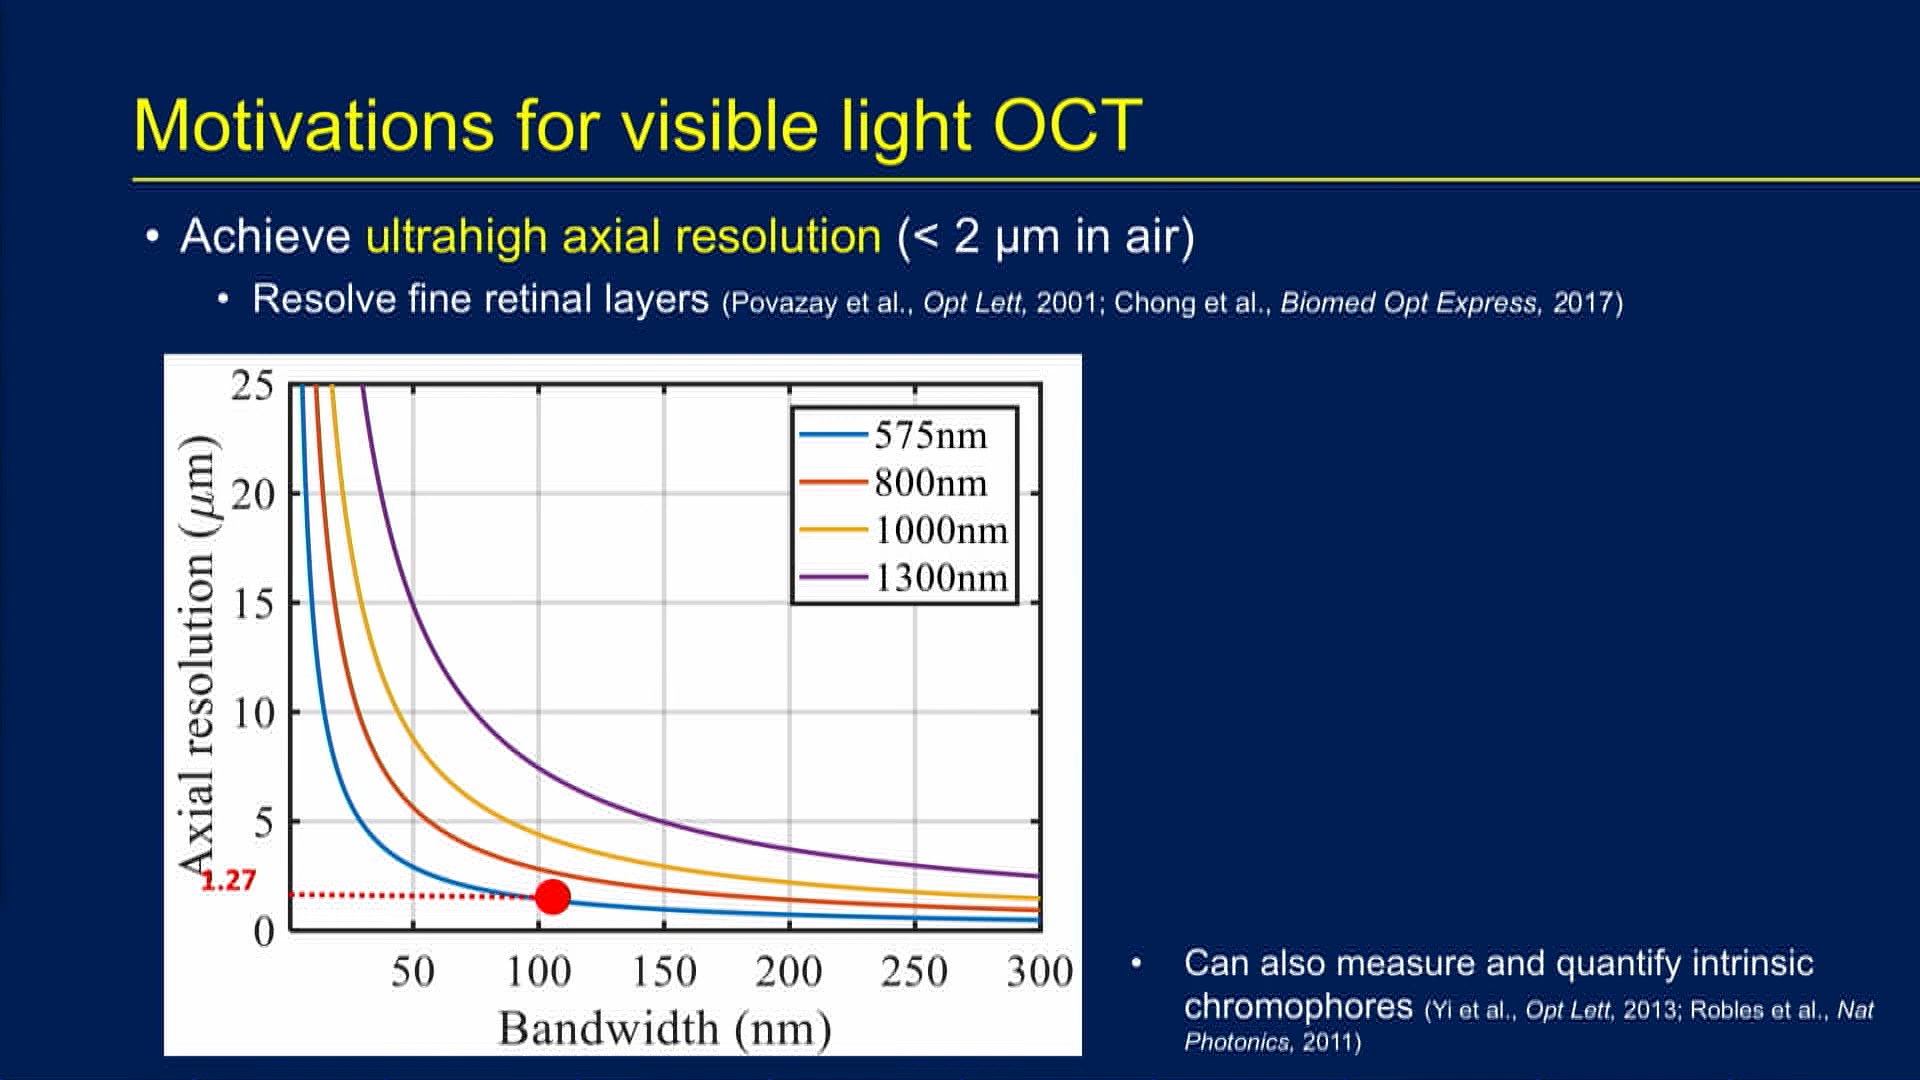 Motivations for visible light OCT
• Achieve ultrahigh axial resolution (< 2 µm in air)
• Resolve fine retinal layers (Povazay et al., Opt Lett, 2001; Chong et al., Biomed Opt Express, 2017)
25
20
15
10
5
0
Axial resolution (μm)
1.27
575nm
800nm
1000nm
1300nm
50 100 150 200 250 300
Bandwidth (nm)
• Can also measure and quantify intrinsic
chromophores (Yi et al., Opt Lett, 2013; Robles et al., Nat
Photonics, 2011)